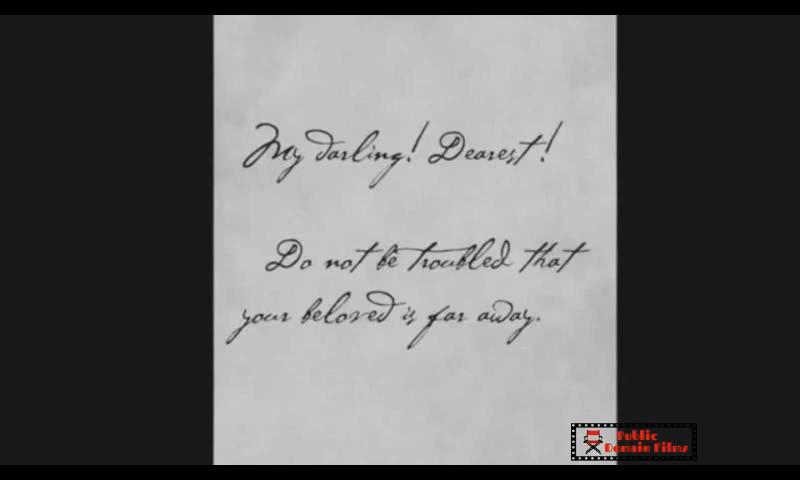 My darling! Dearest!
Do not be troubled that
your beloved is far away.
Public
Domain Films